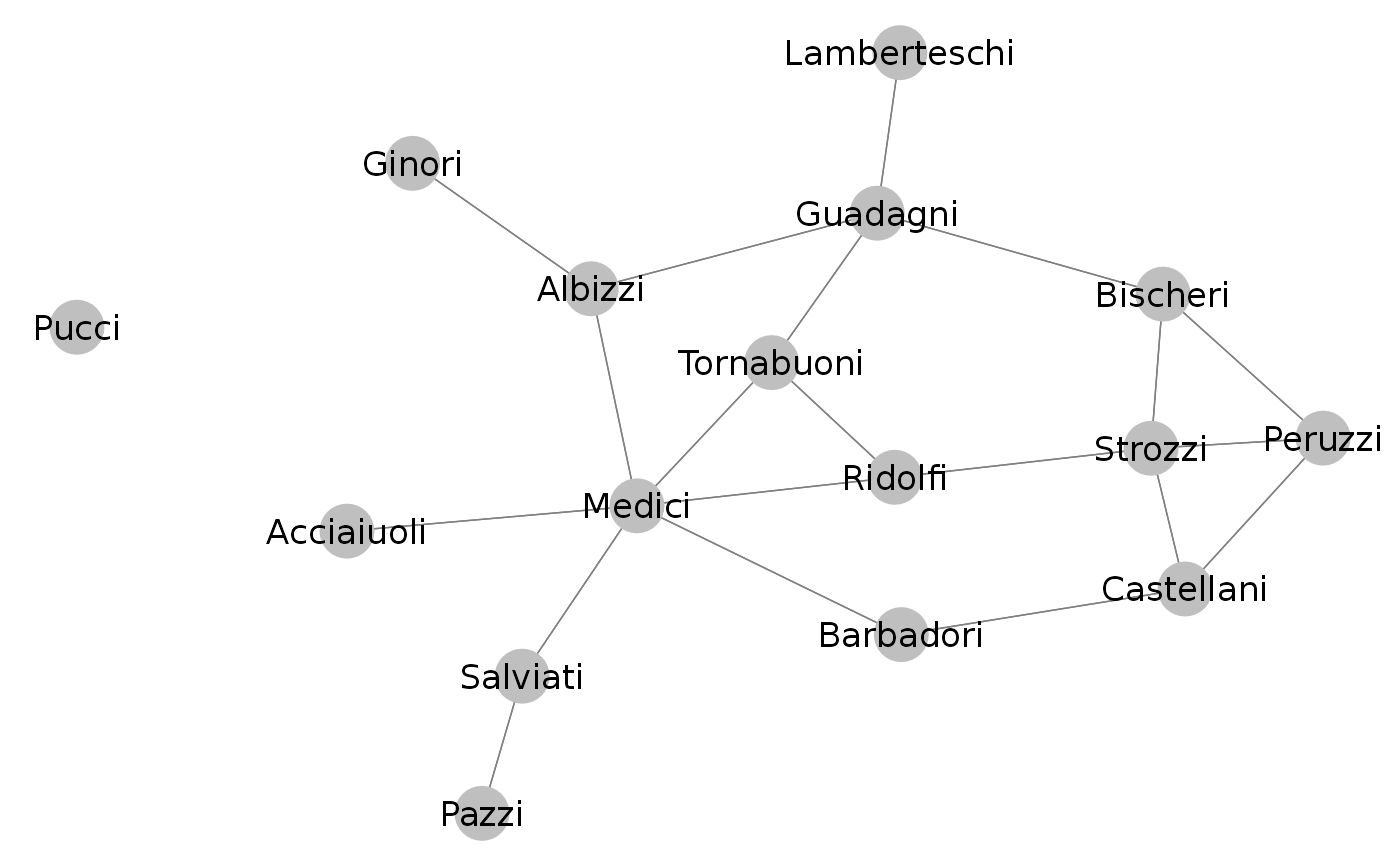 Lamberteschi
Ginori
Guadagni
Albizzi
Bischeri
Pucci
Tornabuoni
Peruzzi
Strozzi
Ridolfi
Medici
Acciaiuoli
Castellani
Barbadori
Salviati
Pazzi